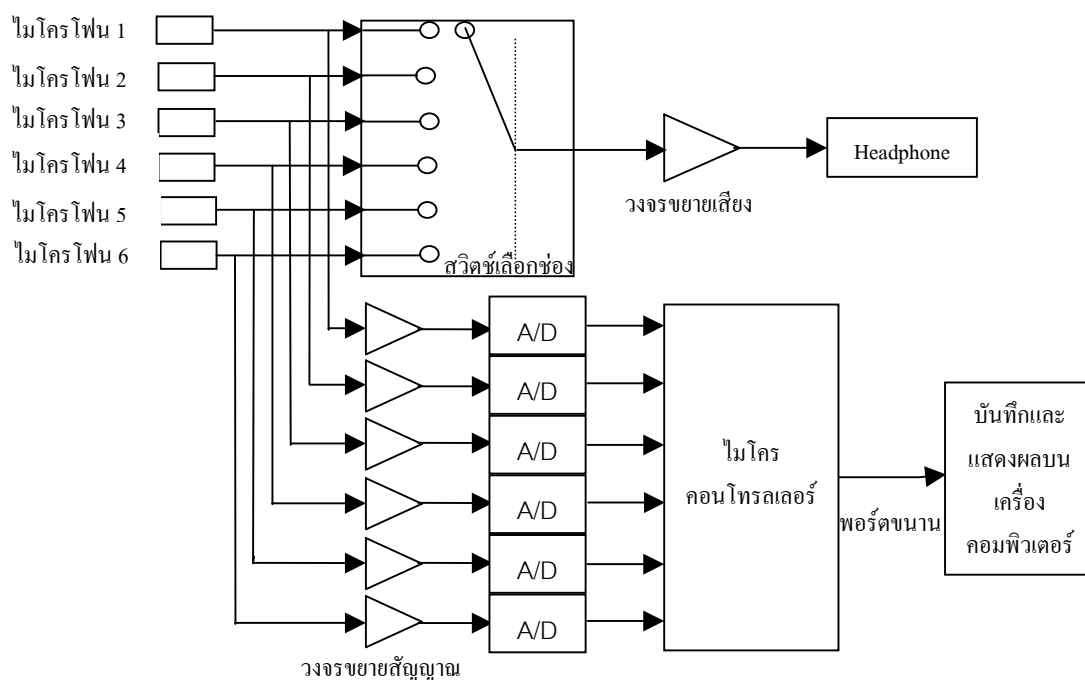 ไมโครโฟน 1
ไมโครโฟน 2
ไมโครโฟน 3
ไมโครโฟน 4
ไมโครโฟน 5
ไมโครโฟน 6
สวิตช์เลือกช่อง
วงจรขยายเสียง
Headphone
A/D
A/D
A/D
A/D
A/D
A/D
วงจรขยายสัญญาณ
ไมโคร
คอนโทรลเลอร์
พอร์ตขนาน
บันทึกและ
แสดงผลบน
เครื่อง
คอมพิวเตอร์